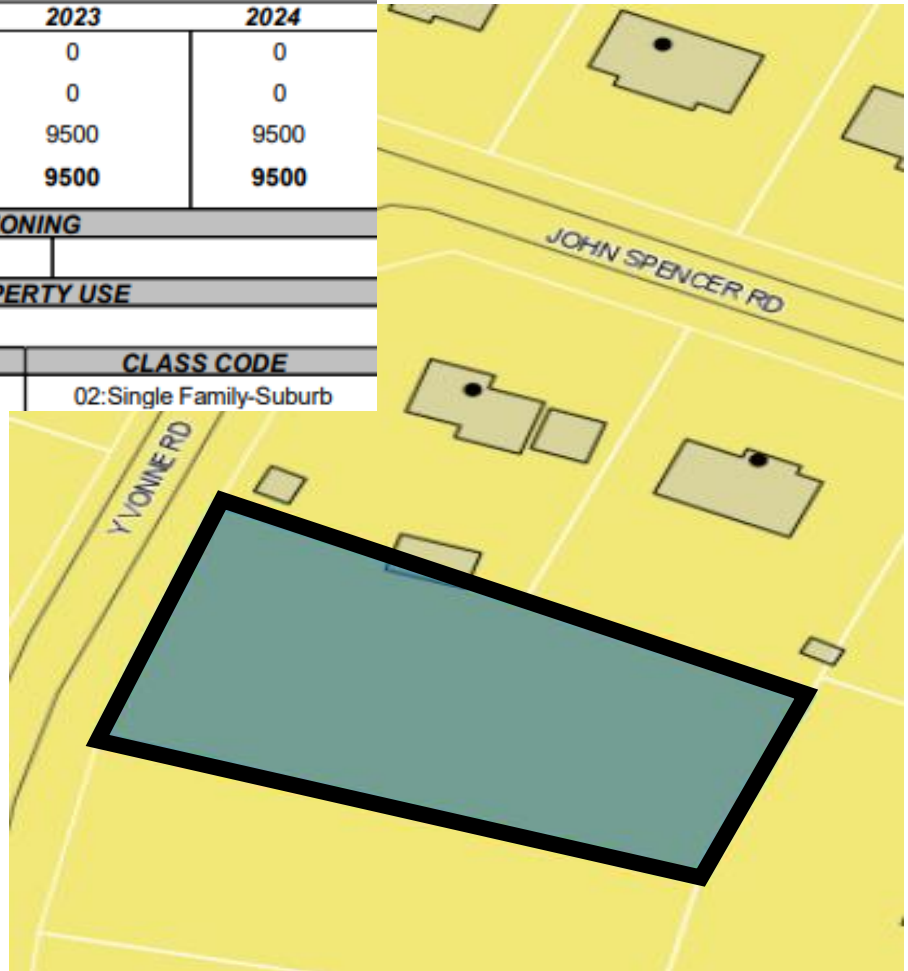 2023 2024
0 0
0 0
9500 9500
9500 9500
ONING
PERTY USE
CLASS CODE
02:Single Family-Suburb
JOHN SPENCER RD
YVONNE RD